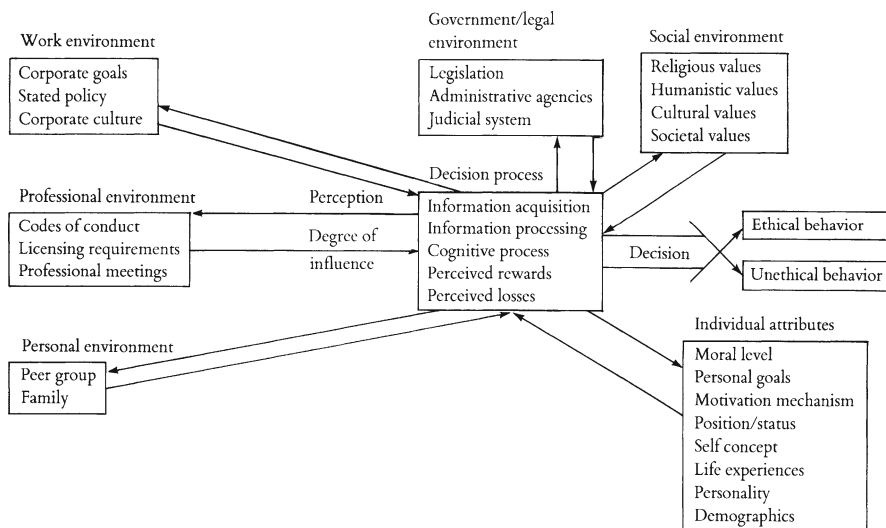 Work environment
Corporate goals
Stated policy
Corporate culture
Government/legal
environment
Legislation
Administrative agencies
Judicial system
Social environment
Religious values
Humanistic values
Cultural values
Societal values
Professional environment
Codes of conduct
Licensing requirements
Professional meetings
Perception
Degree of
influence
Decision process
Information acquisition
Information processing
Cognitive process
Perceived rewards
Perceived losses
Decision
Ethical behavior
Unethical behavior
Personal environment
Peer group
Family
Individual attributes
Moral level
Personal goals
Motivation mechanism
Position/status
Self concept
Life experiences
Personality
Demographics